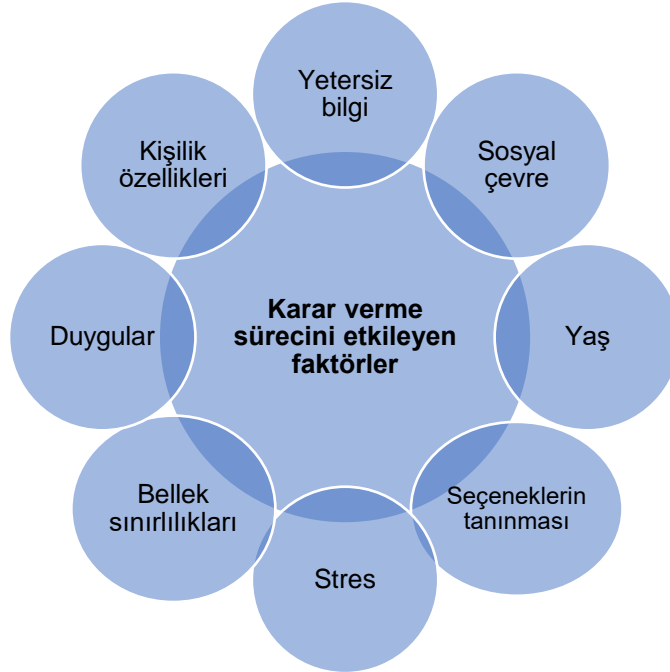 Yetersiz
bilgi
Sosyal
çevre
Yaş
Seçeneklerin
tanınması
Stres
Bellek
sınırlılıkları
Duygular
Kişilik
özellikleri
Karar verme
sürecini etkileyen
faktörler